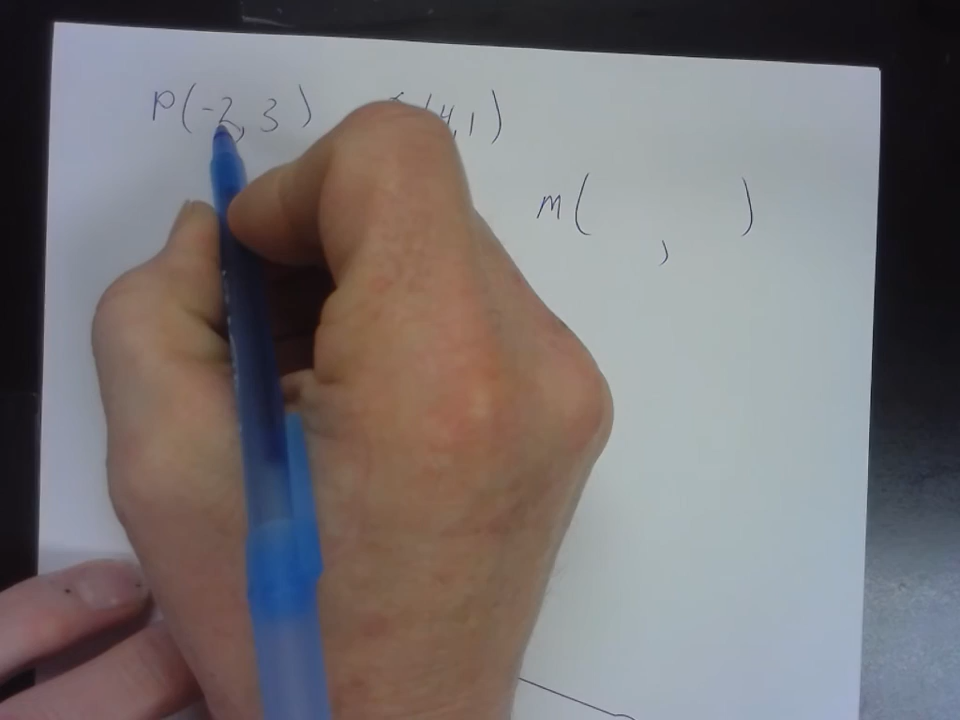 P(-2, 3) (4, 1)
m( , )